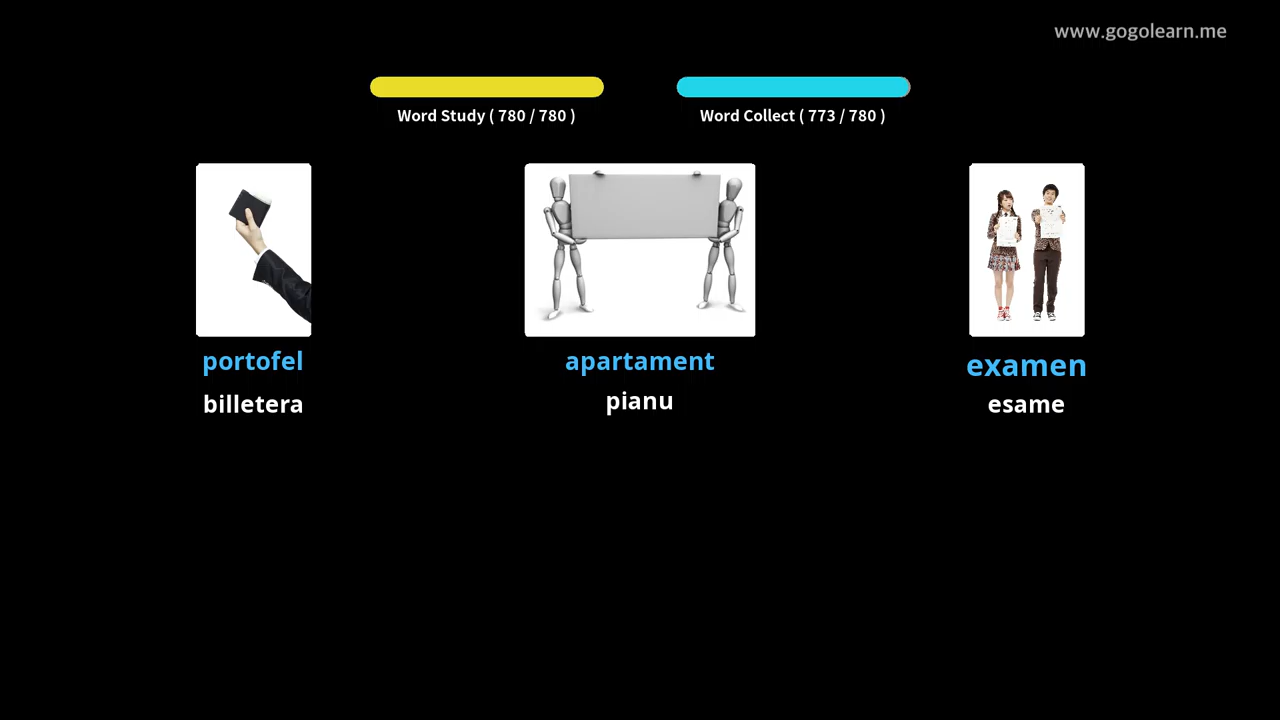 www.gogolearn.me
Word Study ( 780 / 780 )
Word Collect ( 773 / 780 )
portofel
apartament
examen
billetera
pianu
esame